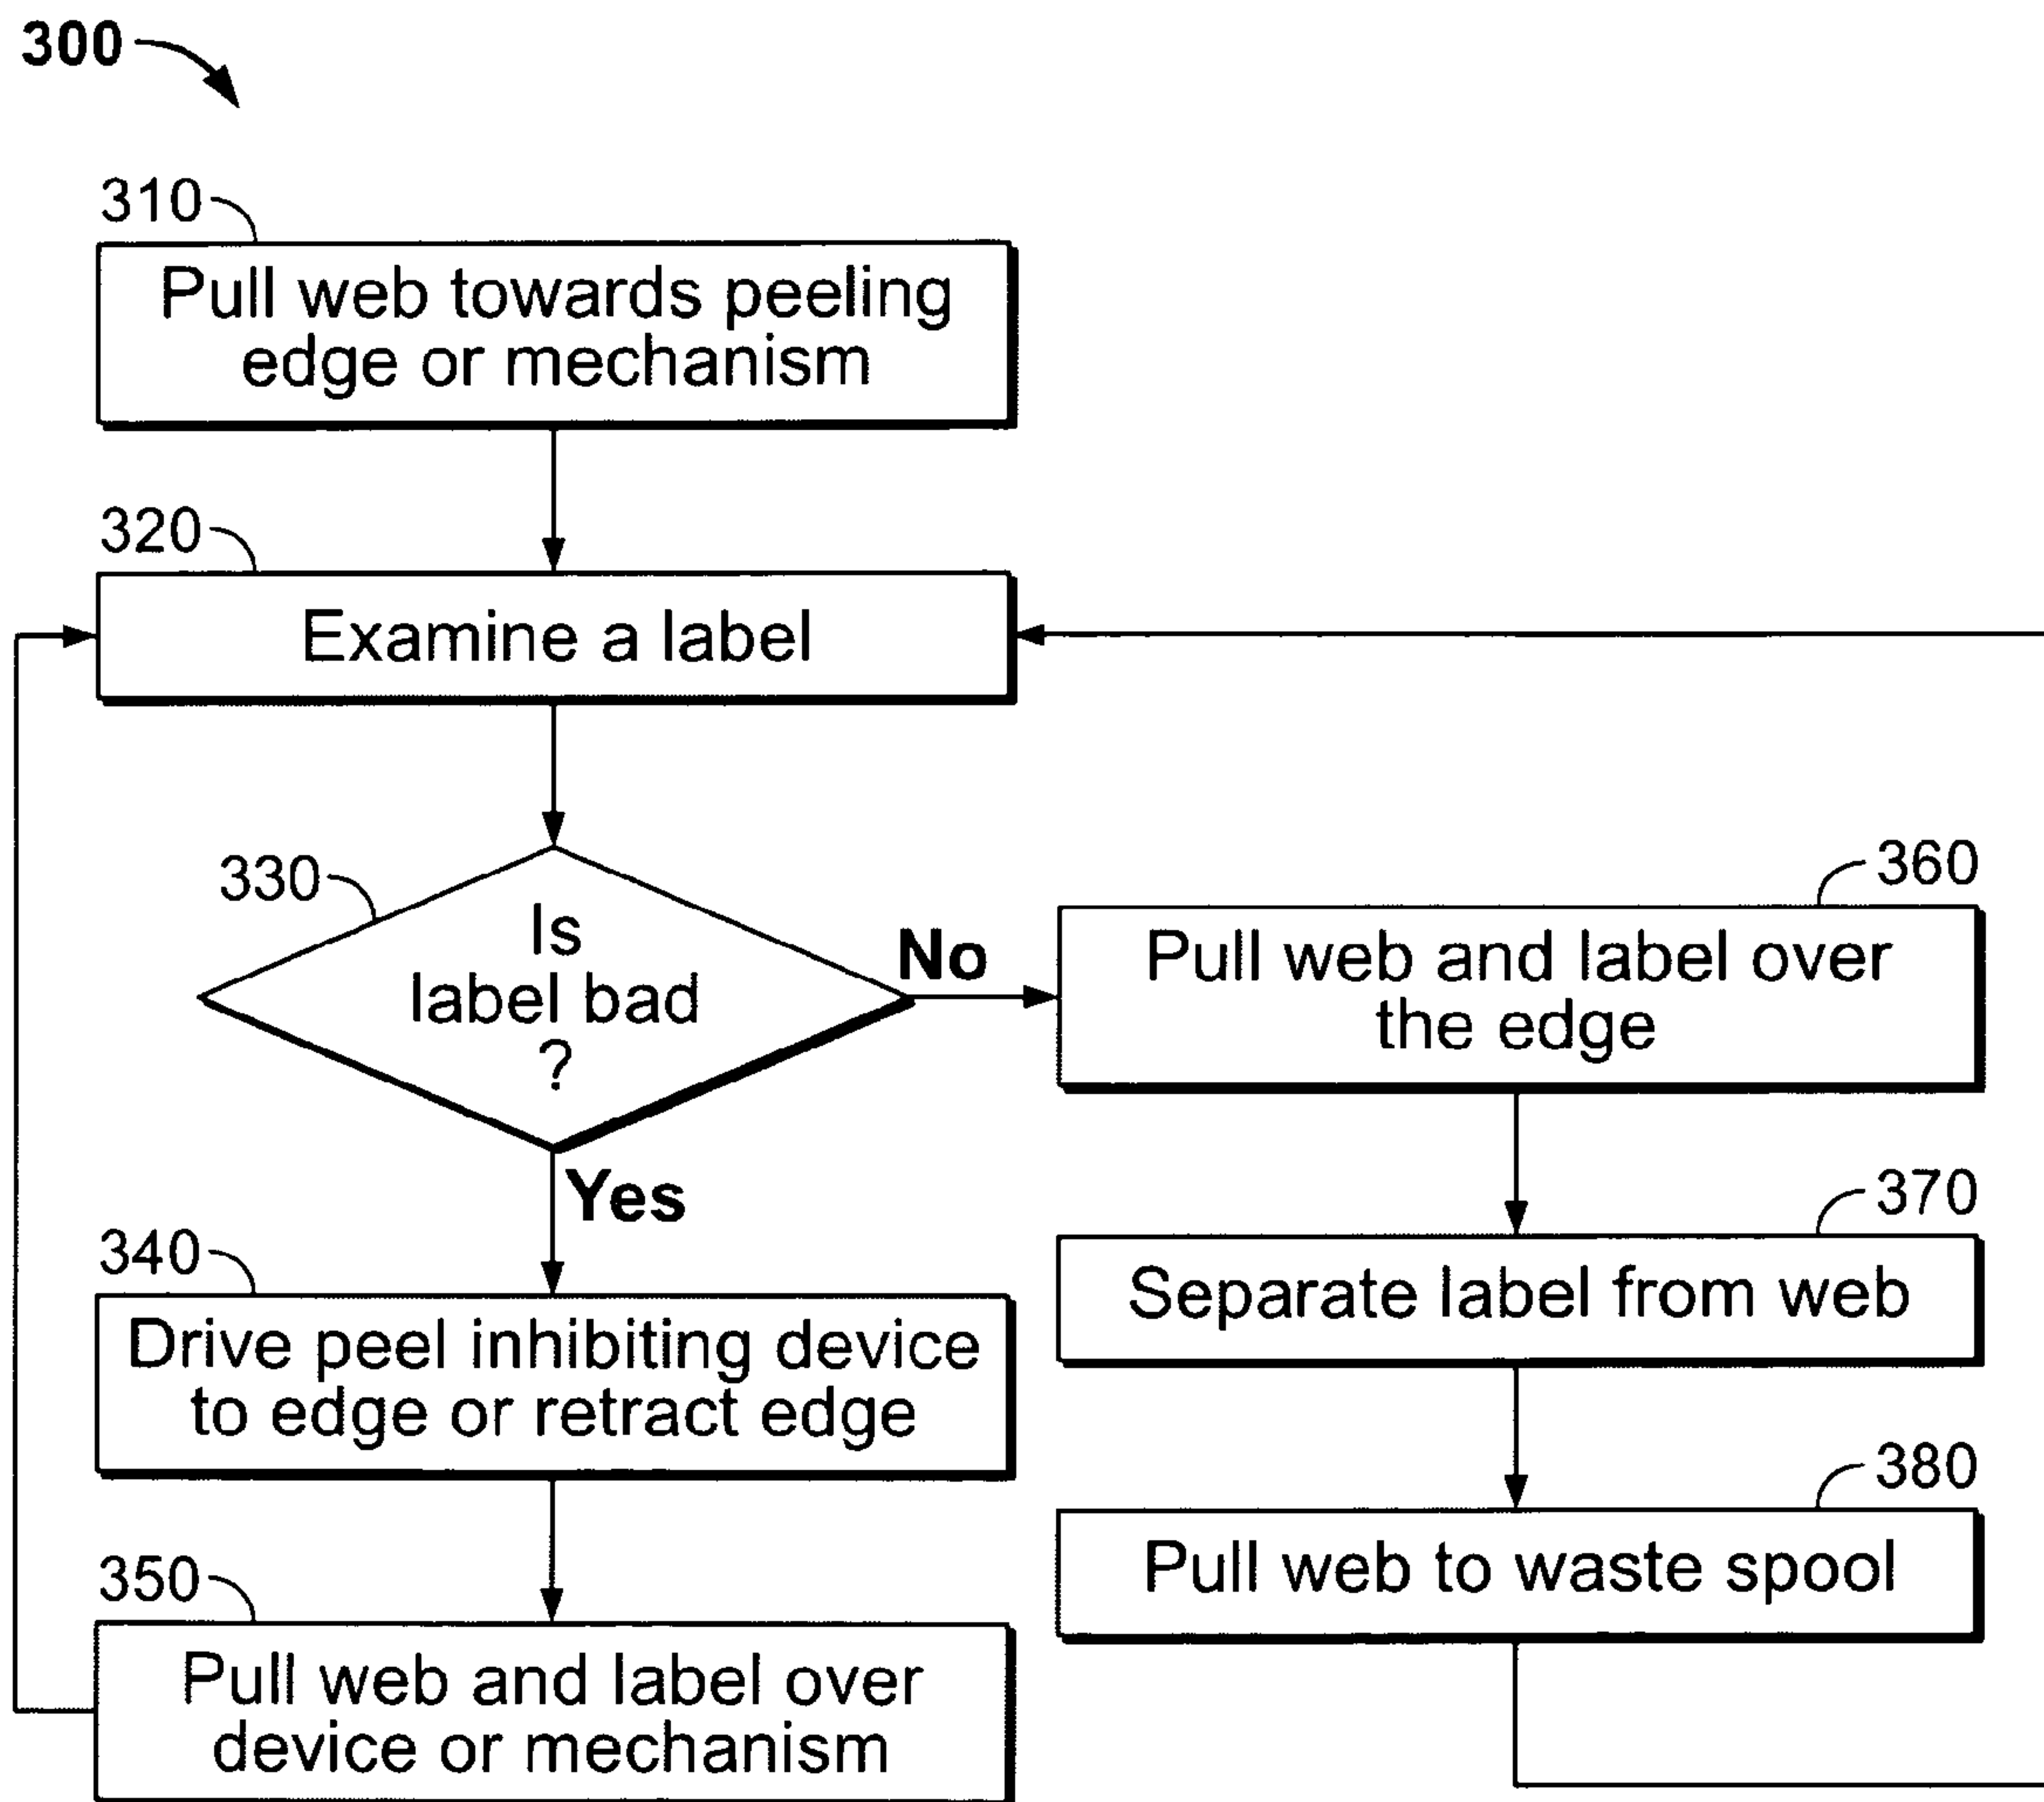 300
310
Pull web towards peeling
edge or mechanism
320
Examine a label
330
Is
label bad
?
No
Yes
340
Drive peel inhibiting device
to edge or retract edge
350
Pull web and label over
device or mechanism
360
Pull web and label over
the edge
370
Separate label from web
380
Pull web to waste spool